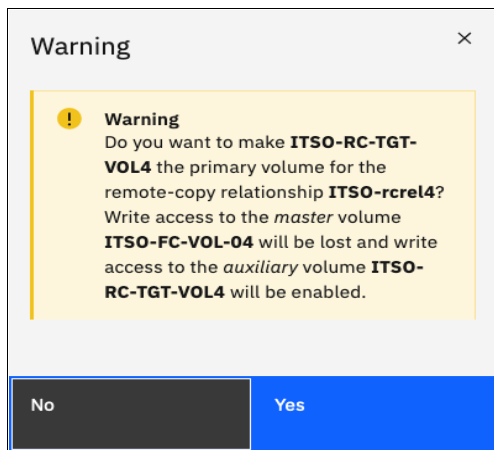 Warning
Warning
Do you want to make ITSO-RC-TGT-
VOL4 the primary volume for the
remote-copy relationship ITSO-rcrel4?
Write access to the master volume
ITSO-FC-VOL-04 will be lost and write
access to the auxiliary volume ITSO-
RC-TGT-VOL4 will be enabled.
No
Yes